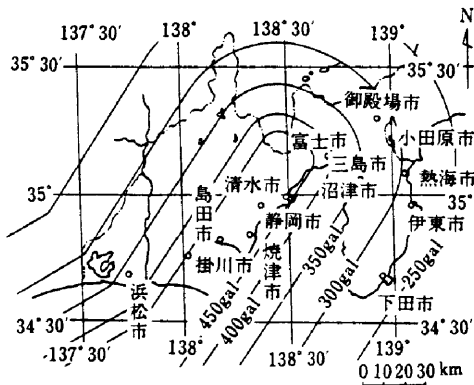 137°30′
138°
138°30′
139°
N
35°30′
35°30′
御殿場市
小田原市
富士市
三島市
熱海市
清水市
沼津市
35°
35°
島田市
静岡市
伊東市
焼津市
掛川市
浜松市
450gal
400gal
350gal
300gal
250gal
下田市
34°30′
34°30′
137°30′
138°
138°30′
139°
0 10 20 30 km